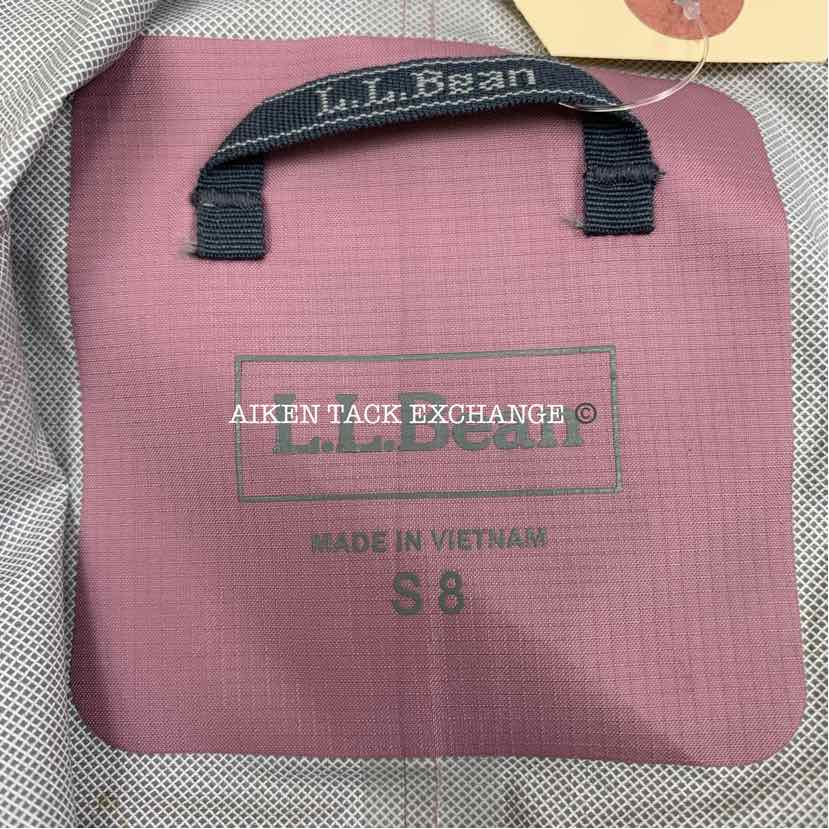 L.L.Bean
L.L.Bean
AIKEN TACK EXCHANGE ©
MADE IN VIETNAM
S 8